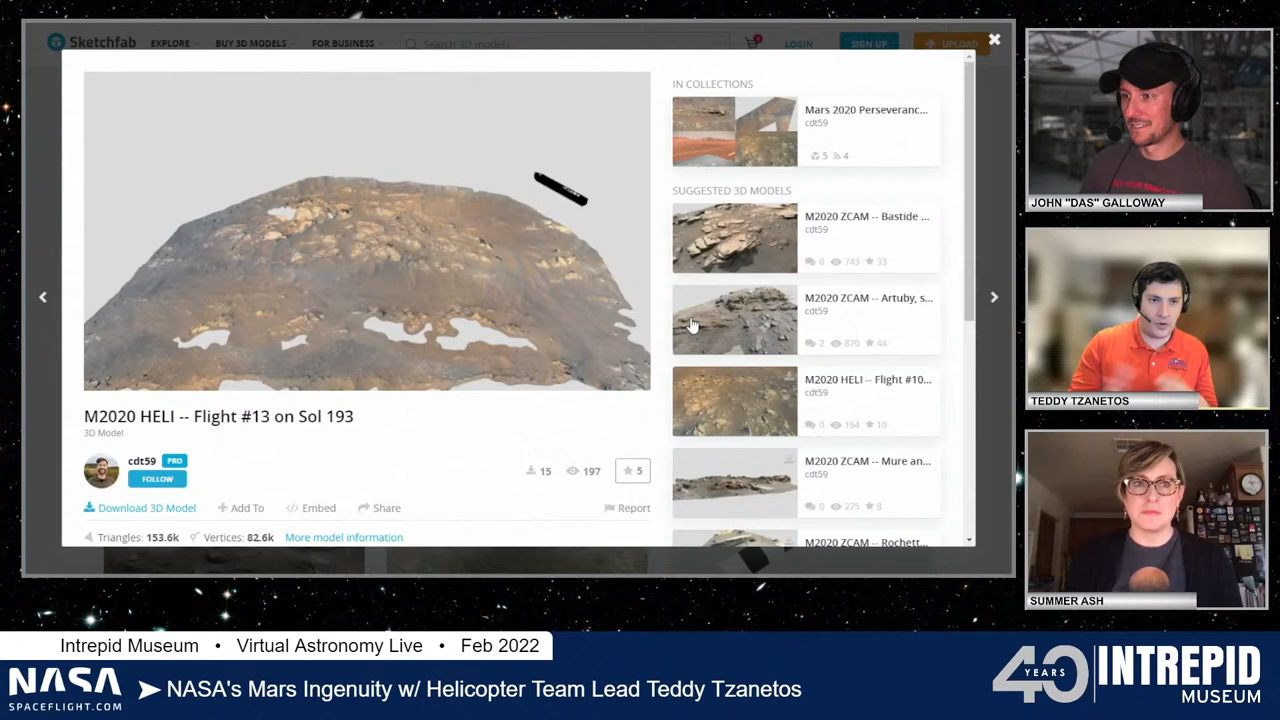 Sketchfab EXPLORE BUY 3D MODELS FOR BUSINESS Search 3D models LOGIN SIGN UP UPLOAD
IN COLLECTIONS
Mars 2020 Perseveranc...
cdt59
5 4
SUGGESTED 3D MODELS
M2020 ZCAM -- Bastide ...
cdt59
0 743 33
M2020 ZCAM -- Artuby, s...
cdt59
2 870 44
M2020 HELI -- Flight #10...
cdt59
0 164 10
M2020 ZCAM -- Mure an...
cdt59
0 275 8
M2020 ZCAM -- Rochett...
M2020 HELI -- Flight #13 on Sol 193
3D Model
cdt59 PRO
FOLLOW
15 197 5
Download 3D Model Add To Embed Share Report
Triangles: 153.6k Vertices: 82.6k More model information
JOHN "DAS" GALLOWAY
TEDDY TZANETOS
SUMMER ASH
Intrepid Museum • Virtual Astronomy Live • Feb 2022
NASA
SPACEFLIGHT.COM
NASA's Mars Ingenuity w/ Helicopter Team Lead Teddy Tzanetos
40
YEARS
INTREPID
MUSEUM